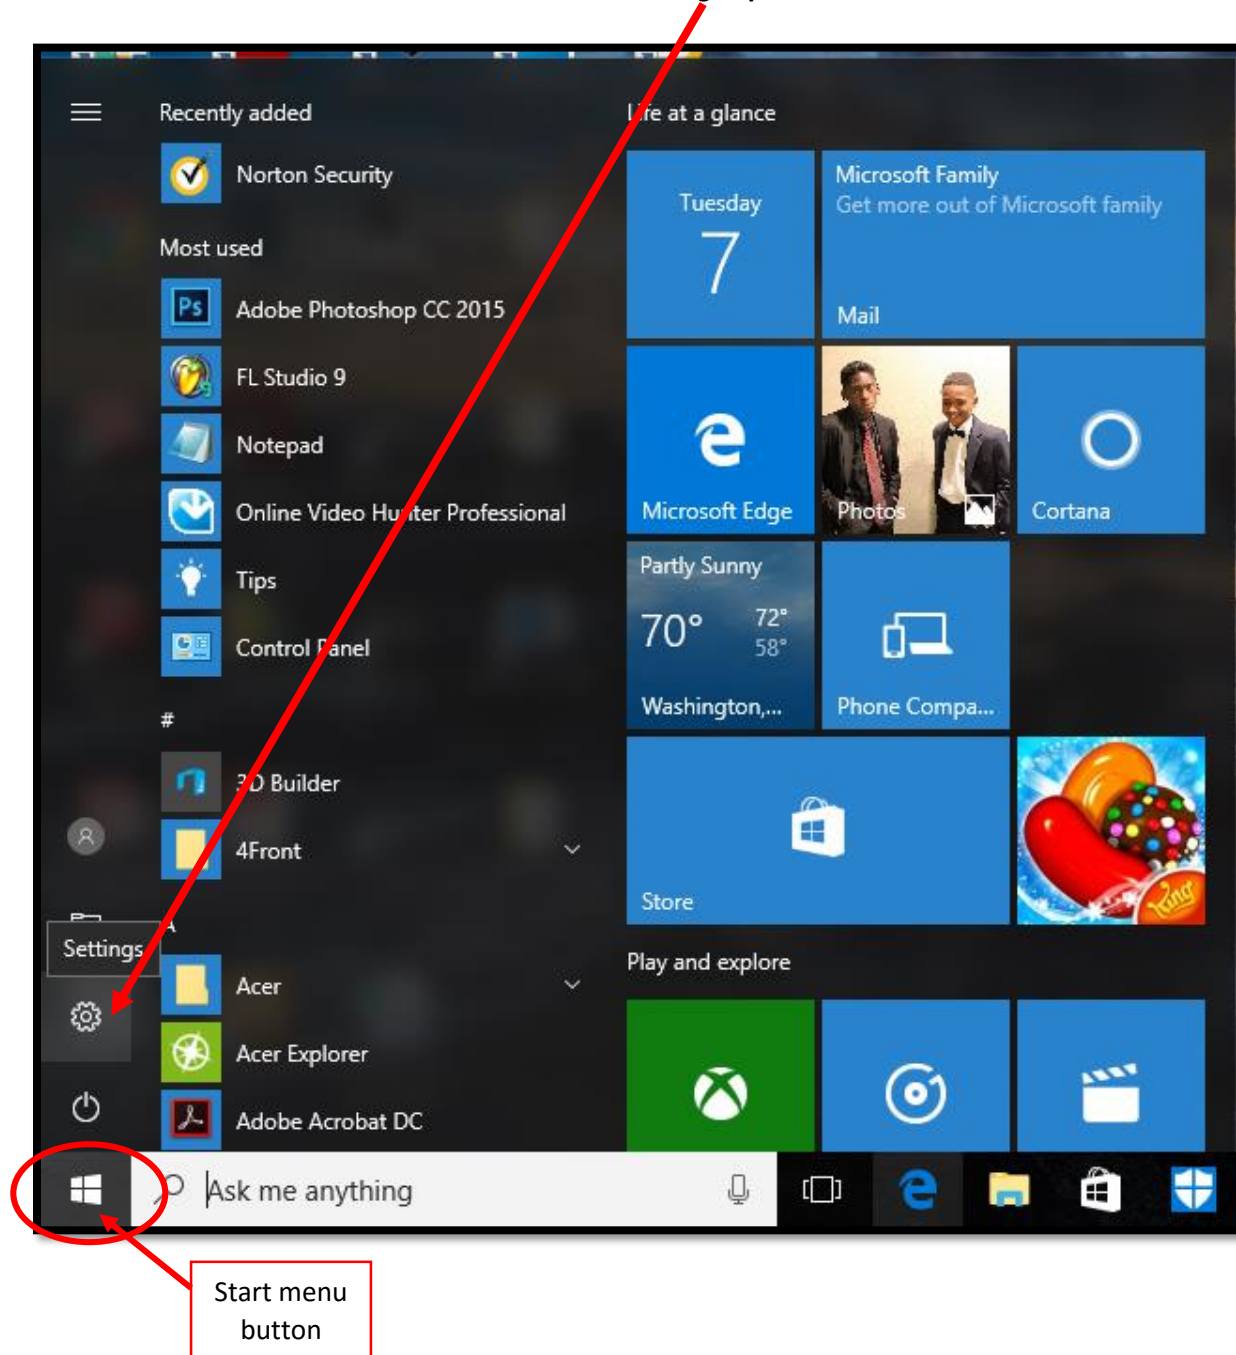 Recently added
Norton Security
Most used
Ps
Adobe Photoshop CC 2015
FL Studio 9
Notepad
Online Video Hunter Professional
Tips
Control Panel
#
3D Builder
4Front
A
Settings
Acer
Acer Explorer
Adobe Acrobat DC
Life at a glance
Tuesday
7
Microsoft Family
Get more out of Microsoft family
Mail
Microsoft Edge
Photos
Cortana
Partly Sunny
70° 72°
58°
Washington,...
Phone Compa...
Store
King
Play and explore
Ask me anything
Start menu
button